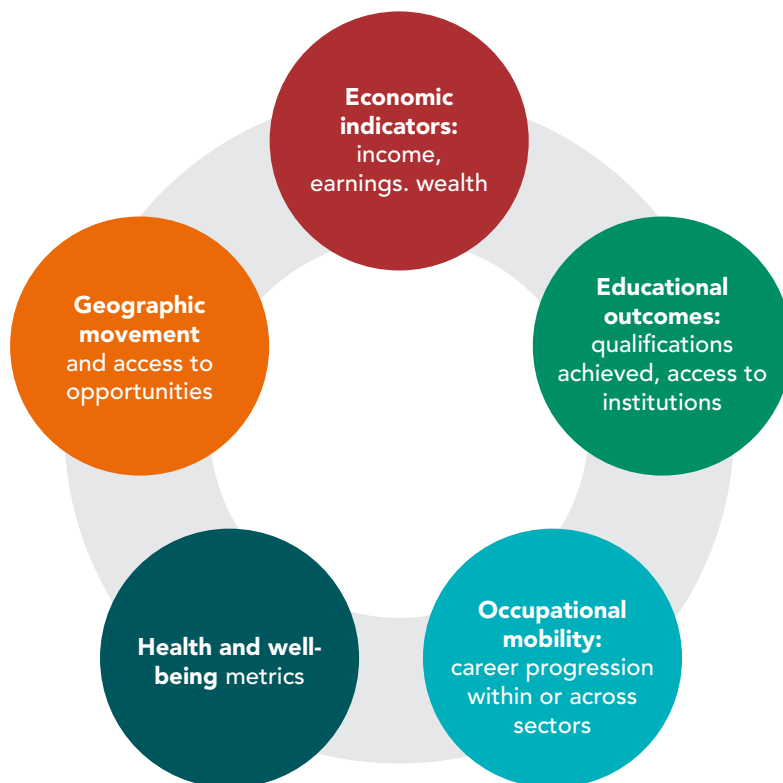 Economic
indicators:
income,
earnings. wealth
Educational
outcomes:
qualifications
achieved, access to
institutions
Occupational
mobility:
career progression
within or across
sectors
Health and well-
being metrics
Geographic
movement
and access to
opportunities